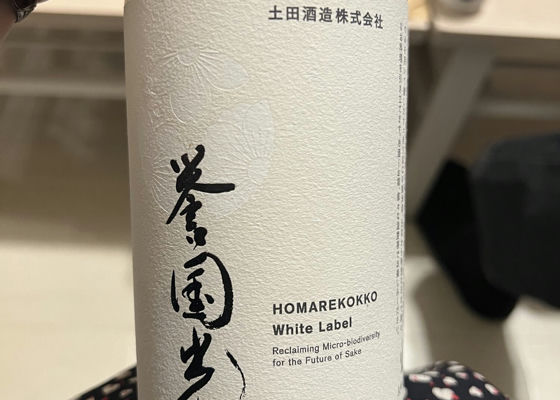 土田酒造株式会社
誉国光
HOMAREKOKKO
White Label
Reclaiming Micro-biodiversity
for the Future of Sake